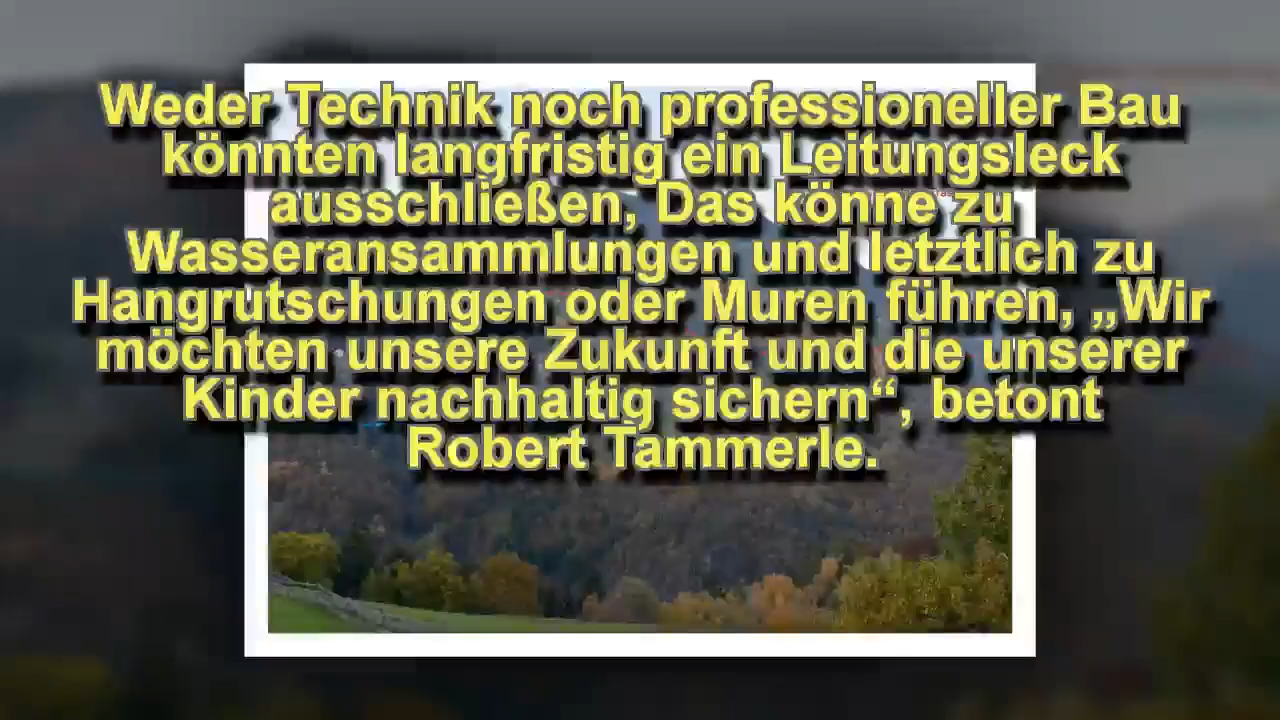 Weder Technik noch professioneller Bau
könnten langfristig ein Leitungsleck
ausschließen, Das könne zu
Wasseransammlungen und letztlich zu
Hangrutschungen oder Muren führen, „Wir
möchten unsere Zukunft und die unserer
Kinder nachhaltig sichern“, betont
Robert Tammerle.